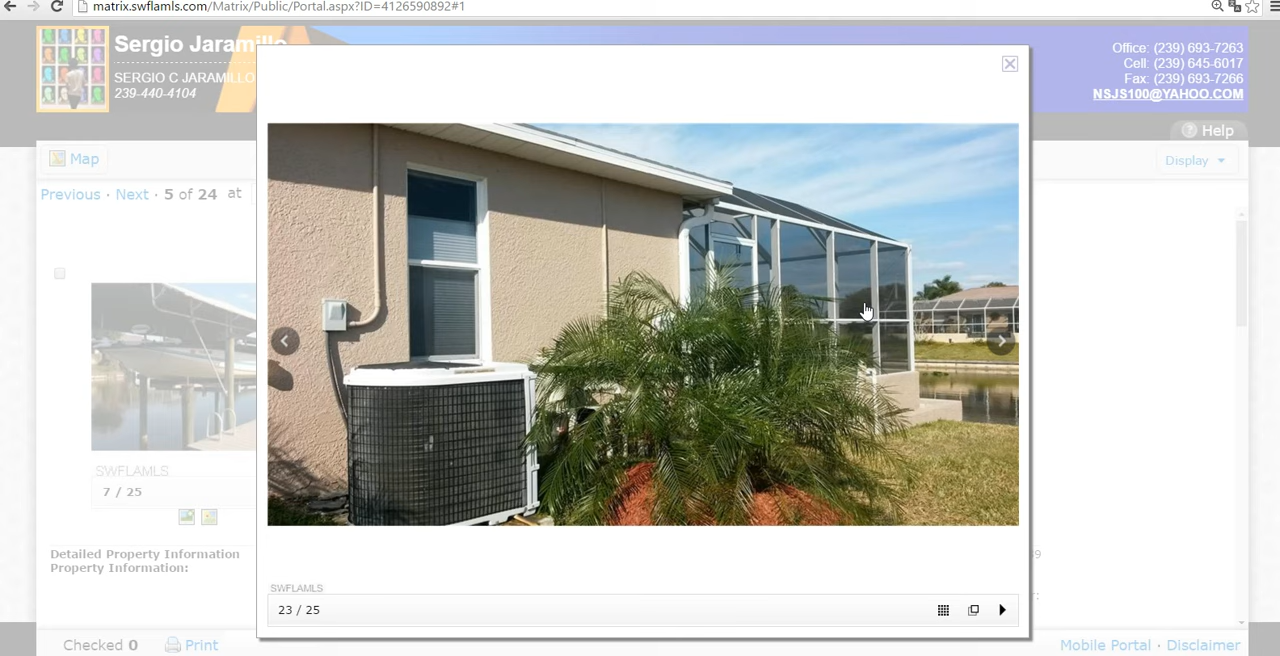 matrix.swflamls.com/Matrix/Public/Portal.aspx?ID=4126590892#1
Sergio Jaramillo
SERGIO C JARAMILLO
239-440-4104
Office: (239) 693-7263
Cell: (239) 645-6017
Fax: (239) 693-7266
NSJS100@YAHOO.COM
? Help
Map
Display
Previous · Next · 5 of 24 at
SWFLAMLS
7 / 25
Detailed Property Information
Property Information:
9
:
SWFLAMLS
23 / 25
Checked 0
Print
Mobile Portal · Disclaimer